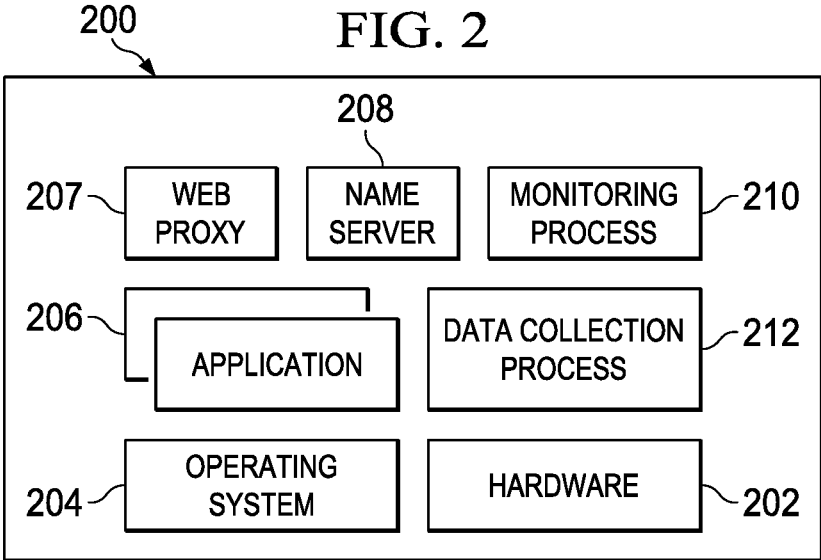 200 FIG. 2
208
207 WEB NAME MONITORING 210
PROXY SERVER PROCESS
206 DATA COLLECTION 212
APPLICATION PROCESS
204 OPERATING HARDWARE 202
SYSTEM